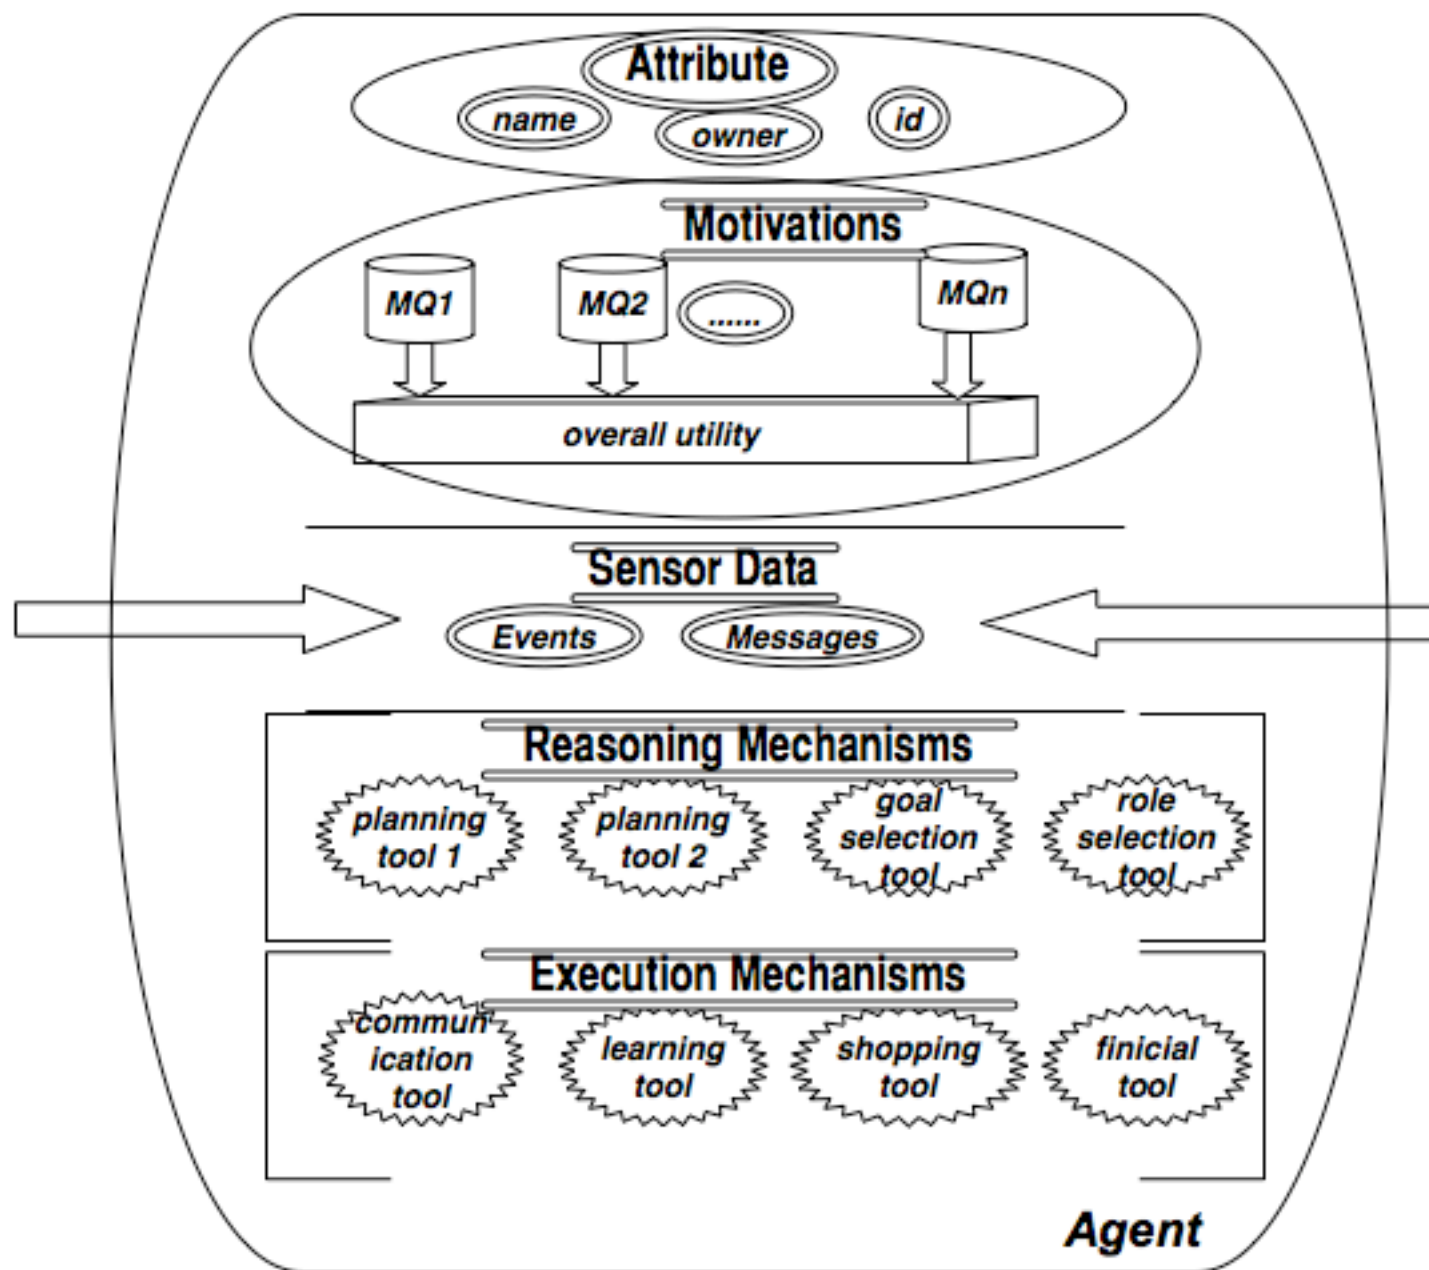 Attribute
name
owner
id
Motivations
MQ1
MQ2
......
MQn
overall utility
Sensor Data
Events
Messages
Reasoning Mechanisms
planning
tool 1
planning
tool 2
goal
selection
tool
role
selection
tool
Execution Mechanisms
commun
ication
tool
learning
tool
shopping
tool
finicial
tool
Agent